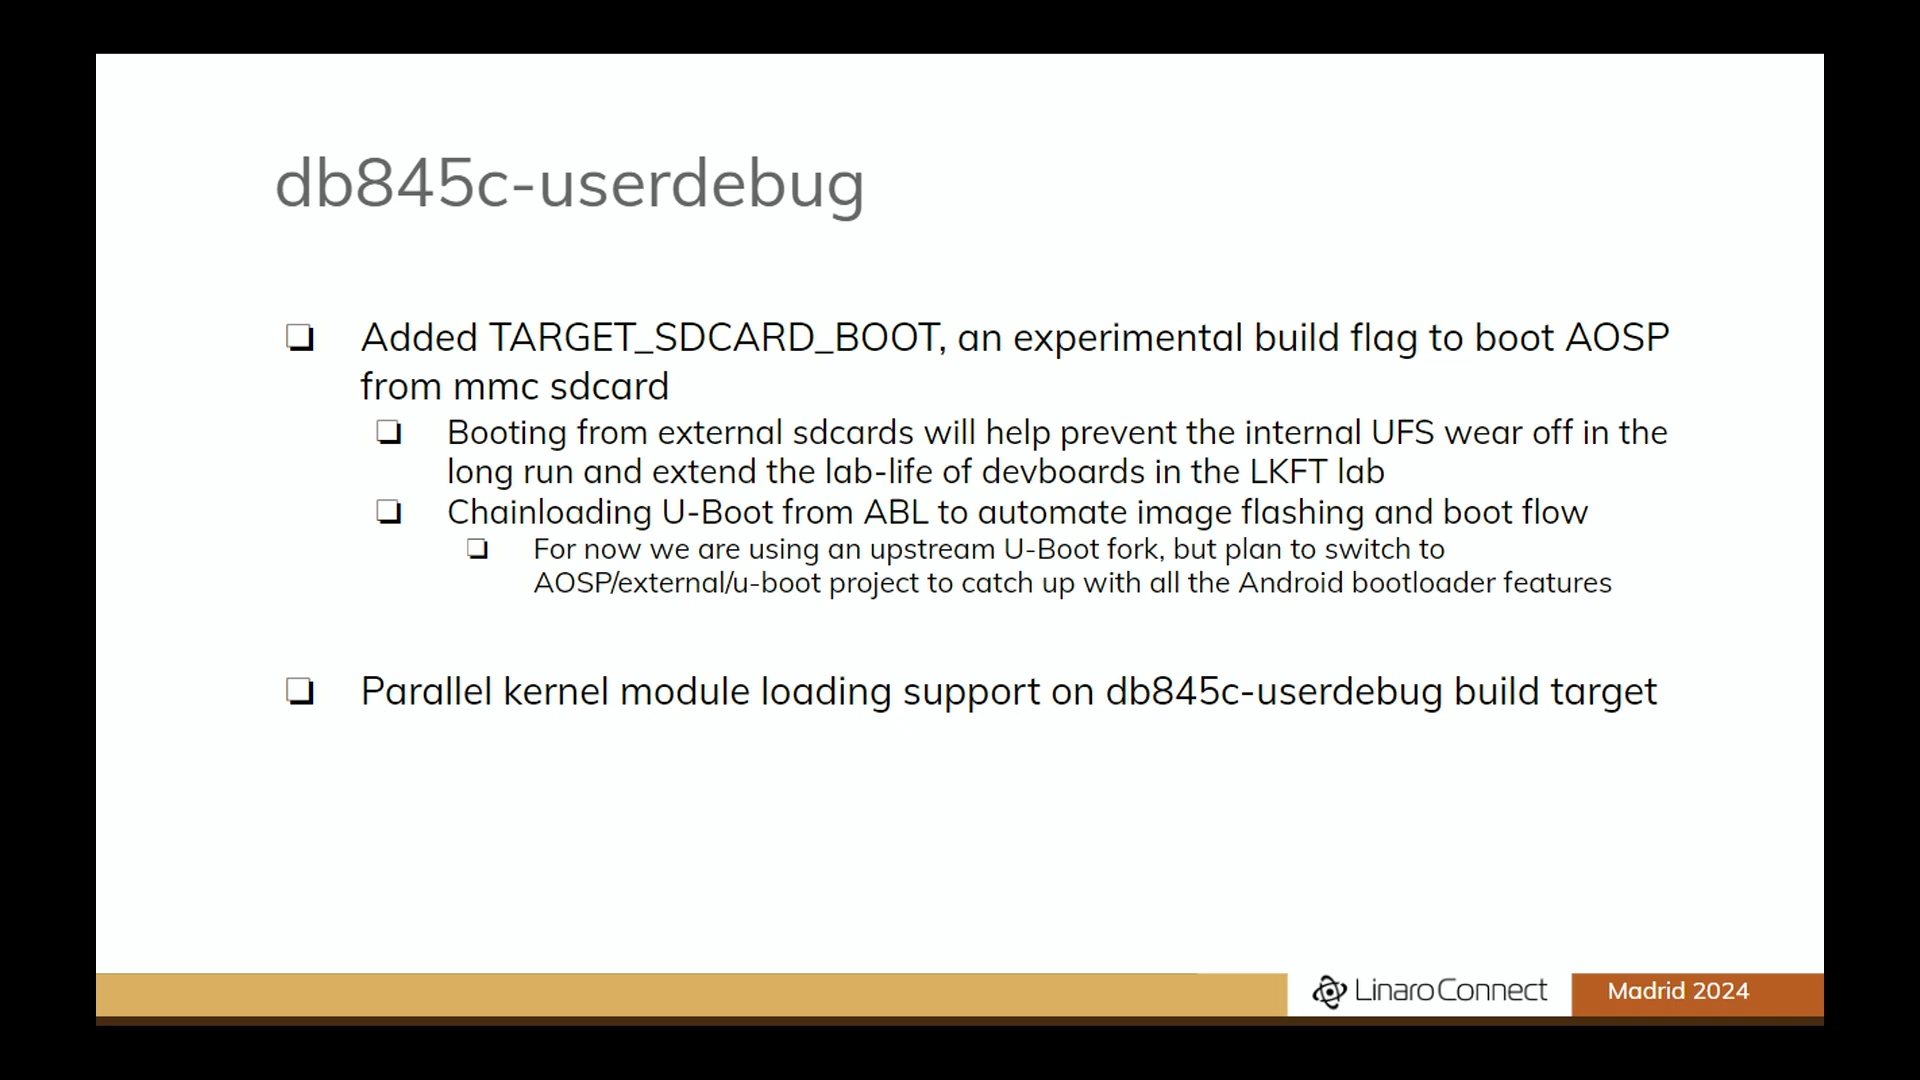 db845c-userdebug
❏ Added TARGET_SDCARD_BOOT, an experimental build flag to boot AOSP
from mmc sdcard
❏ Booting from external sdcards will help prevent the internal UFS wear off in the
long run and extend the lab-life of devboards in the LKFT lab
❏ Chainloading U-Boot from ABL to automate image flashing and boot flow
❏ For now we are using an upstream U-Boot fork, but plan to switch to
AOSP/external/u-boot project to catch up with all the Android bootloader features
❏ Parallel kernel module loading support on db845c-userdebug build target
Linaro Connect
Madrid 2024